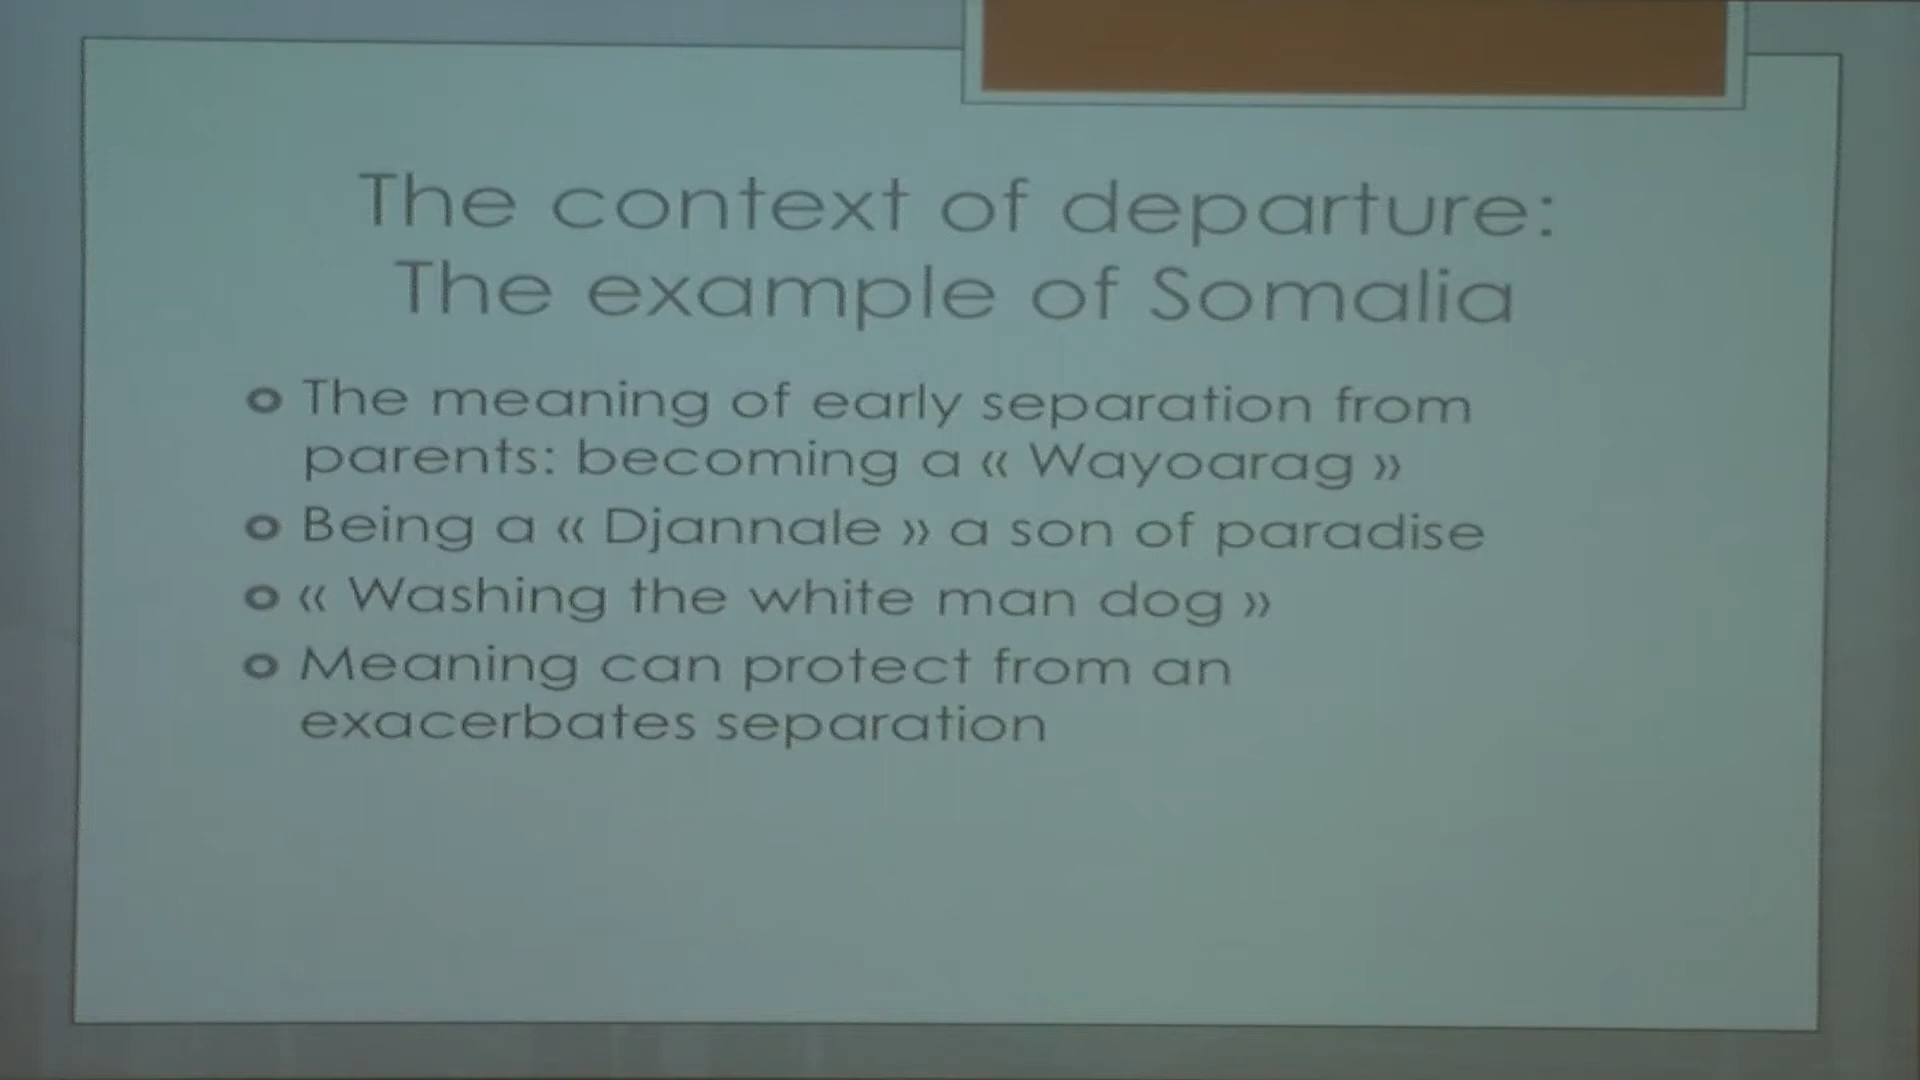 The context of departure:
The example of Somalia
The meaning of early separation from
parents: becoming a « Wayoarag »
Being a « Djannale » a son of paradise
« Washing the white man dog »
Meaning can protect from an
exacerbates separation